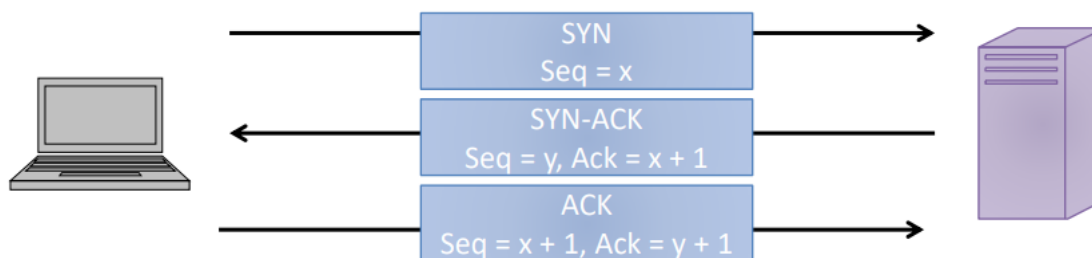 SYN
Seq = x
SYN-ACK
Seq = y, Ack = x + 1
ACK
Seq = x + 1, Ack = y + 1